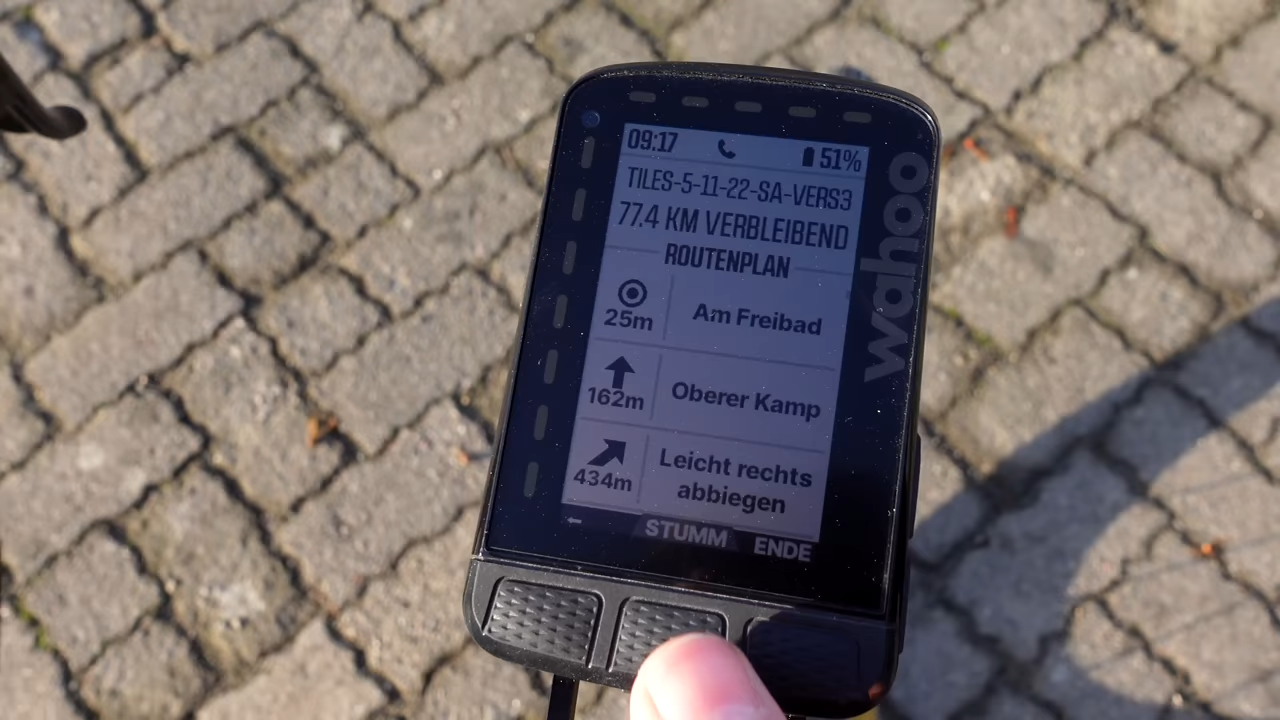 09:17 51%
TILES-5-11-22-SA-VERS3
77.4 KM VERBLEIBEND
ROUTENPLAN
25m Am Freibad
162m Oberer Kamp
434m Leicht rechts
abbiegen
STUMM ENDE
wahoo